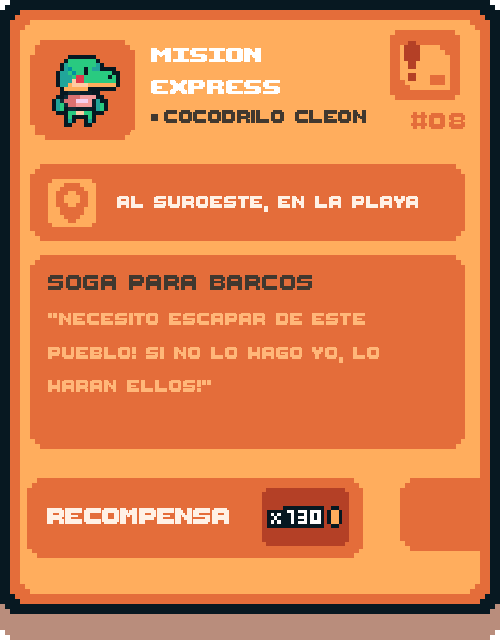 MISION
EXPRESS
COCODRILO CLEON
#08
AL SUROESTE, EN LA PLAYA
SOGA PARA BARCOS
"NECESITO ESCAPAR DE ESTE
PUEBLO! SI NO LO HAGO YO, LO
HARAN ELLOS!"
RECOMPENSA
x130